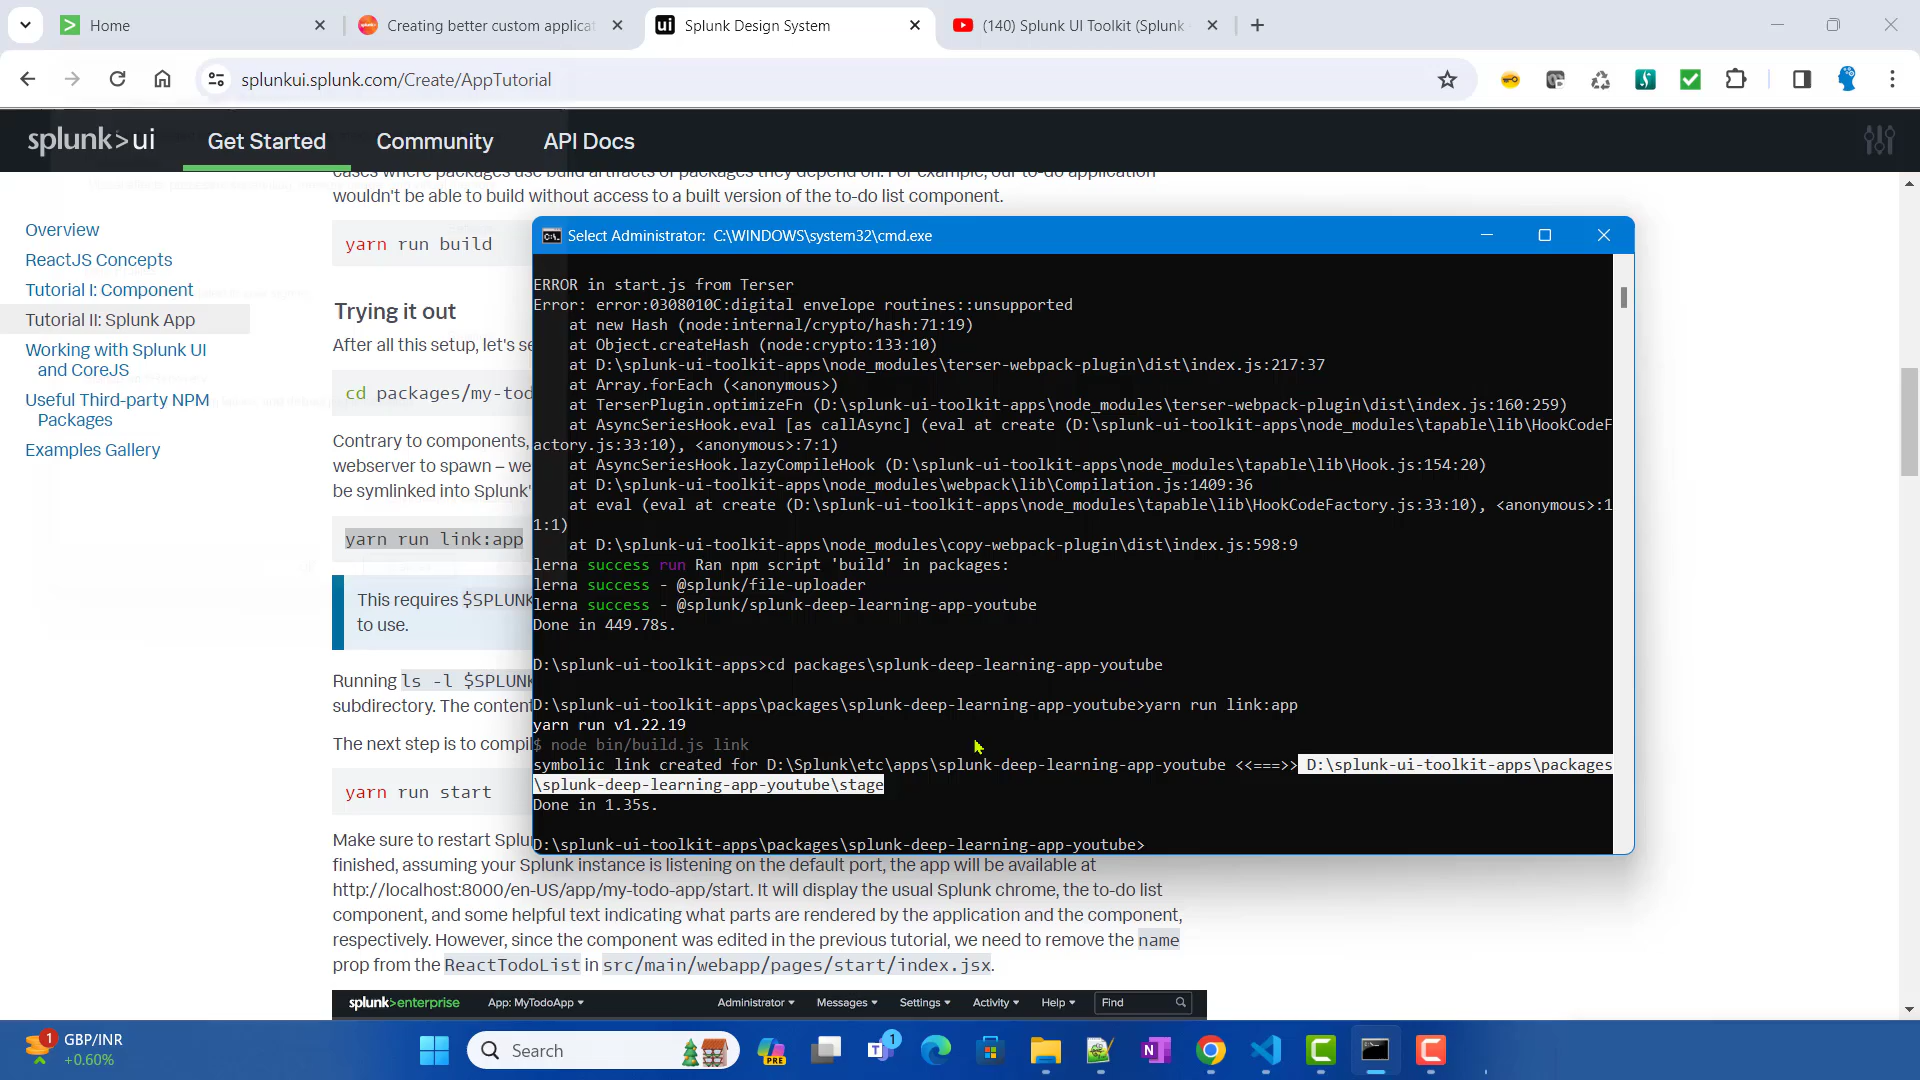 Home
Creating better custom applicat
ui Splunk Design System
(140) Splunk UI Toolkit (Splunk
splunkui.splunk.com/Create/AppTutorial
splunk>ui
Get Started
Community
API Docs
cases where packages use build artifacts of packages they depend on. For example, our to-do application
wouldn't be able to build without access to a built version of the to-do list component.
Overview
ReactJS Concepts
Tutorial I: Component
Tutorial II: Splunk App
Working with Splunk UI
and CoreJS
Useful Third-party NPM
Packages
Examples Gallery
yarn run build
Trying it out
After all this setup, let's se
cd packages/my-tod
Contrary to components,
webserver to spawn – we
be symlinked into Splunk'
yarn run link:app
This requires $SPLUNK
to use.
Running ls -l $SPLUNK
subdirectory. The content
The next step is to compil
yarn run start
Make sure to restart Splun
finished, assuming your Splunk instance is listening on the default port, the app will be available at
http://localhost:8000/en-US/app/my-todo-app/start. It will display the usual Splunk chrome, the to-do list
component, and some helpful text indicating what parts are rendered by the application and the component,
respectively. However, since the component was edited in the previous tutorial, we need to remove the name
prop from the ReactTodoList in src/main/webapp/pages/start/index.jsx.
splunk>enterprise App: MyTodoApp Administrator Messages Settings Activity Help Find
Select Administrator: C:\WINDOWS\system32\cmd.exe
ERROR in start.js from Terser
Error: error:0308010C:digital envelope routines::unsupported
at new Hash (node:internal/crypto/hash:71:19)
at Object.createHash (node:crypto:133:10)
at D:\splunk-ui-toolkit-apps\node_modules\terser-webpack-plugin\dist\index.js:217:37
at Array.forEach (<anonymous>)
at TerserPlugin.optimizeFn (D:\splunk-ui-toolkit-apps\node_modules\terser-webpack-plugin\dist\index.js:160:259)
at AsyncSeriesHook.eval [as callAsync] (eval at create (D:\splunk-ui-toolkit-apps\node_modules\tapable\lib\HookCodeF
actory.js:33:10), <anonymous>:7:1)
at AsyncSeriesHook.lazyCompileHook (D:\splunk-ui-toolkit-apps\node_modules\tapable\lib\Hook.js:154:20)
at D:\splunk-ui-toolkit-apps\node_modules\webpack\lib\Compilation.js:1409:36
at eval (eval at create (D:\splunk-ui-toolkit-apps\node_modules\tapable\lib\HookCodeFactory.js:33:10), <anonymous>:1
1:1)
at D:\splunk-ui-toolkit-apps\node_modules\copy-webpack-plugin\dist\index.js:598:9
lerna success run Ran npm script 'build' in packages:
lerna success - @splunk/file-uploader
lerna success - @splunk/splunk-deep-learning-app-youtube
Done in 449.78s.
D:\splunk-ui-toolkit-apps>cd packages\splunk-deep-learning-app-youtube
D:\splunk-ui-toolkit-apps\packages\splunk-deep-learning-app-youtube>yarn run link:app
yarn run v1.22.19
$ node bin/build.js link
symbolic link created for D:\Splunk\etc\apps\splunk-deep-learning-app-youtube <<===>> D:\splunk-ui-toolkit-apps\packages
\splunk-deep-learning-app-youtube\stage
Done in 1.35s.
D:\splunk-ui-toolkit-apps\packages\splunk-deep-learning-app-youtube>
1
GBP/INR
+0.60%
Search
PRE
1